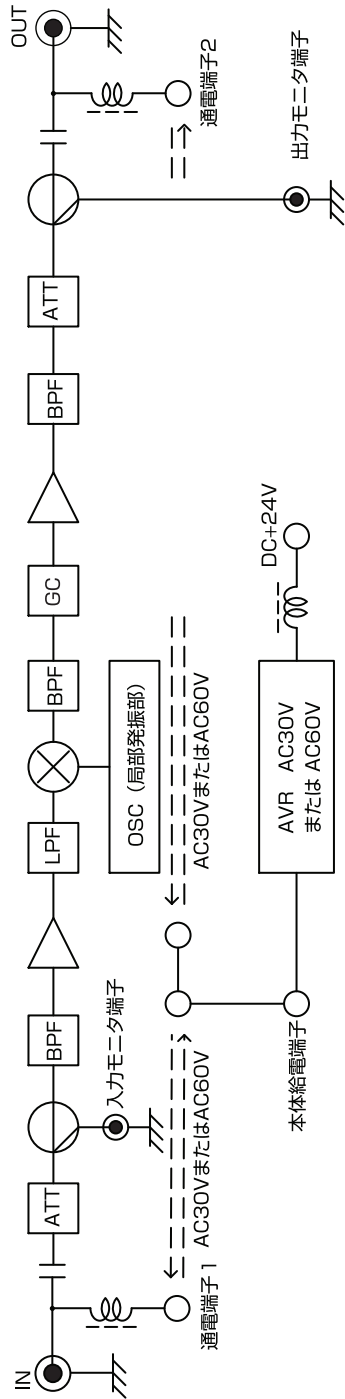 IN
ATT
BPF
LPF
BPF
GC
BPF
ATT
OUT
入力モニタ端子
OSC（局部発振部）
通電端子1
AC30VまたはAC60V
AC30VまたはAC60V
通電端子2
本体給電端子
AVR AC30V
または AC60V
DC+24V
出力モニタ端子